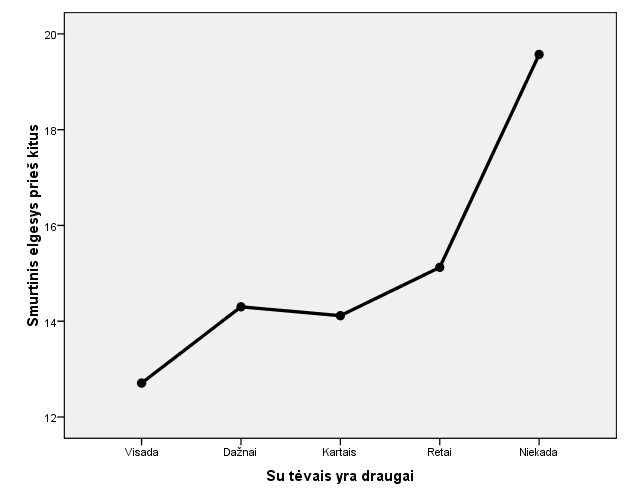 20
18
16
14
12
Smurtinis elgesys prieš kitus
Visada Dažnai Kartais Retai Niekada
Su tėvais yra draugai